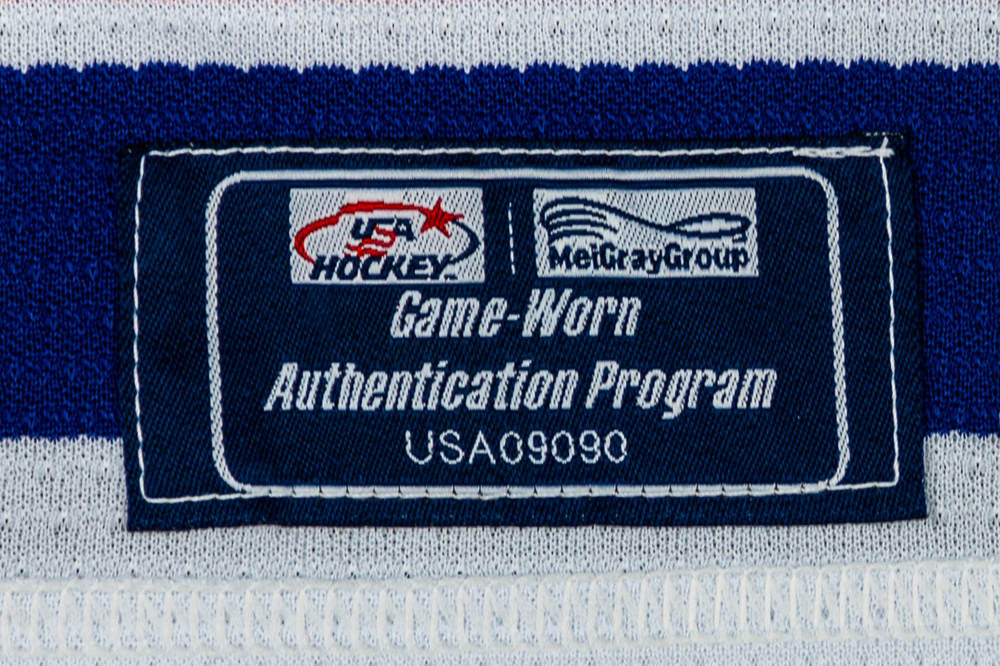 USA
HOCKEY
MeiGrayGroup
Game-Worn
Authentication Program
USA09090